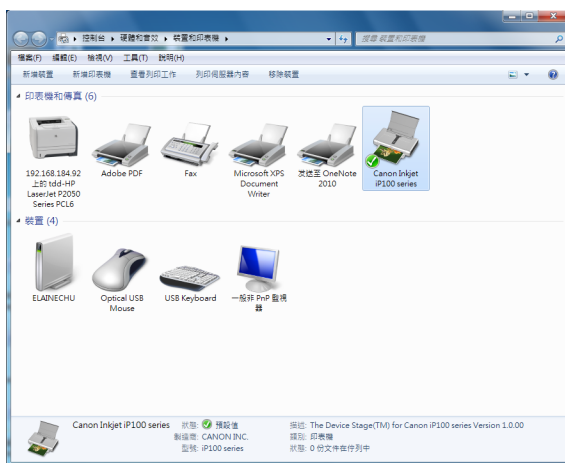 控制台 ▸ 硬體和音效 ▸ 裝置和印表機 ▸
搜尋 裝置和印表機
檔案(F) 編輯(E) 檢視(V) 工具(T) 說明(H)
新增裝置 新增印表機 查看列印工作 列印伺服器內容 移除裝置
印表機和傳真 (6)
192.168.184.92
上的 tdd-HP
LaserJet P2050
Series PCL6
Adobe PDF
Fax
Microsoft XPS
Document
Writer
发送至 OneNote
2010
Canon Inkjet
iP100 series
裝置 (4)
ELAINECHU
Optical USB
Mouse
USB Keyboard
一般非 PnP 監視
器
Canon Inkjet iP100 series 狀態: 預設值 描述: The Device Stage(TM) for Canon iP100 series Version 1.0.00
製造商: CANON INC. 類別: 印表機
型號: iP100 series 狀態: 0 份文件在佇列中